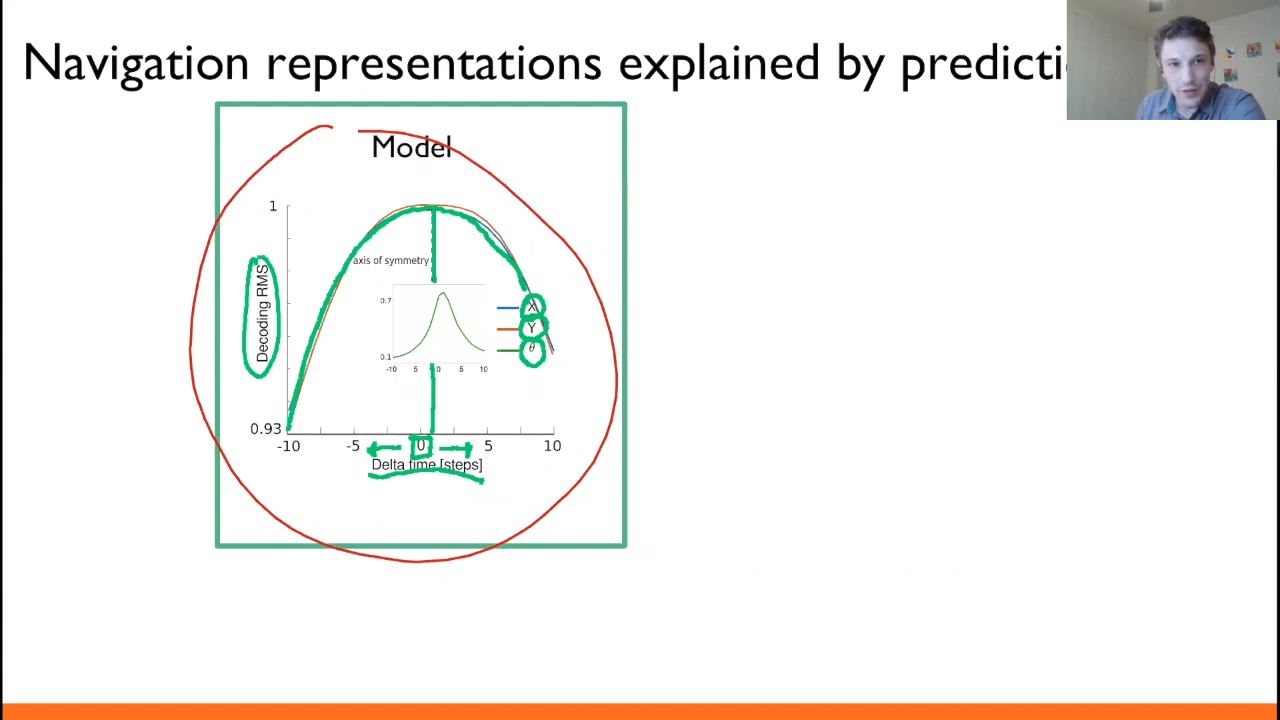 Navigation representations explained by predicti
Model
1
axis of symmetry
Decoding RMS
0.7
0.1
-10 5 0 5 10
X
Y
θ
0.93
-10 -5 0 5 10
Delta time [steps]